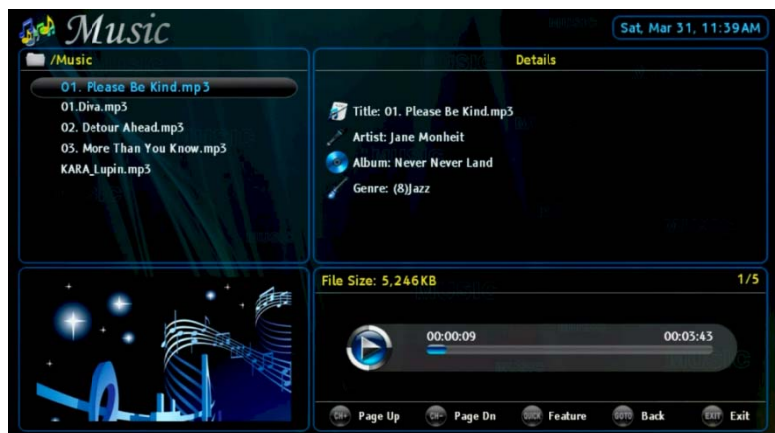 Music
Sat, Mar 31, 11:39AM
/Music
01. Please Be Kind.mp3
01.Diva.mp3
02. Detour Ahead.mp3
03. More Than You Know.mp3
KARA_Lupin.mp3
Details
Title: 01. Please Be Kind.mp3
Artist: Jane Monheit
Album: Never Never Land
Genre: (8)Jazz
File Size: 5,246KB 1/5
00:00:09 00:03:43
CH+ Page Up CH- Page Dn QUICK Feature GOTO Back EXIT Exit